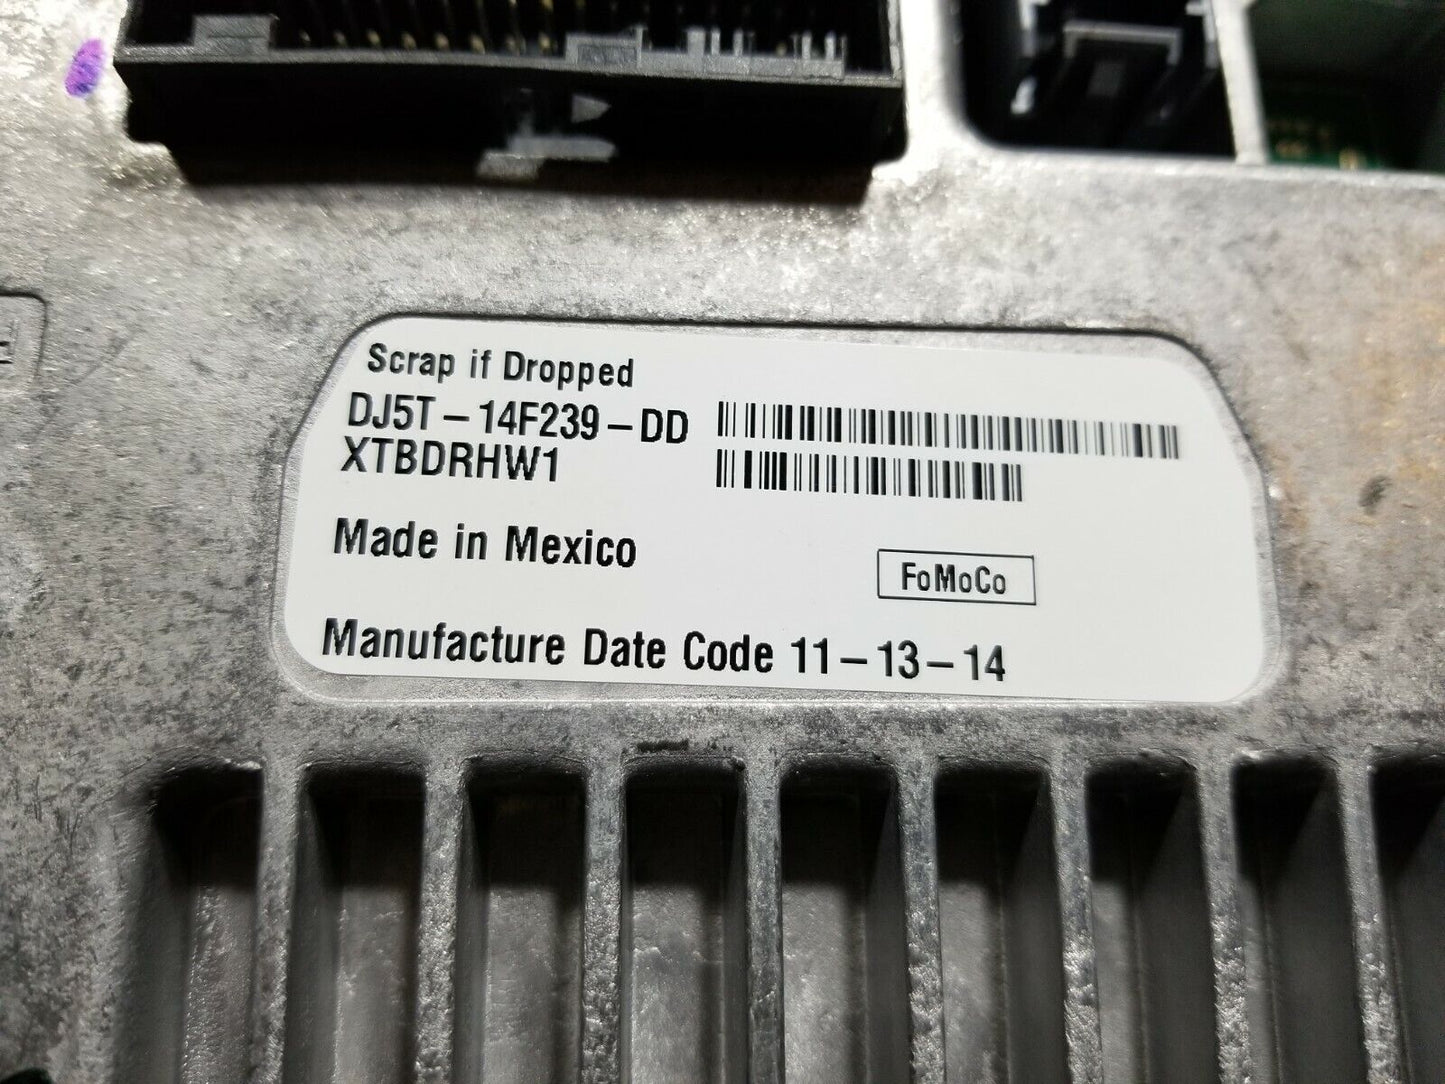 Scrap if Dropped
DJ5T-14F239-DD
XTBDRHW1
Made in Mexico
FoMoCo
Manufacture Date Code 11-13-14